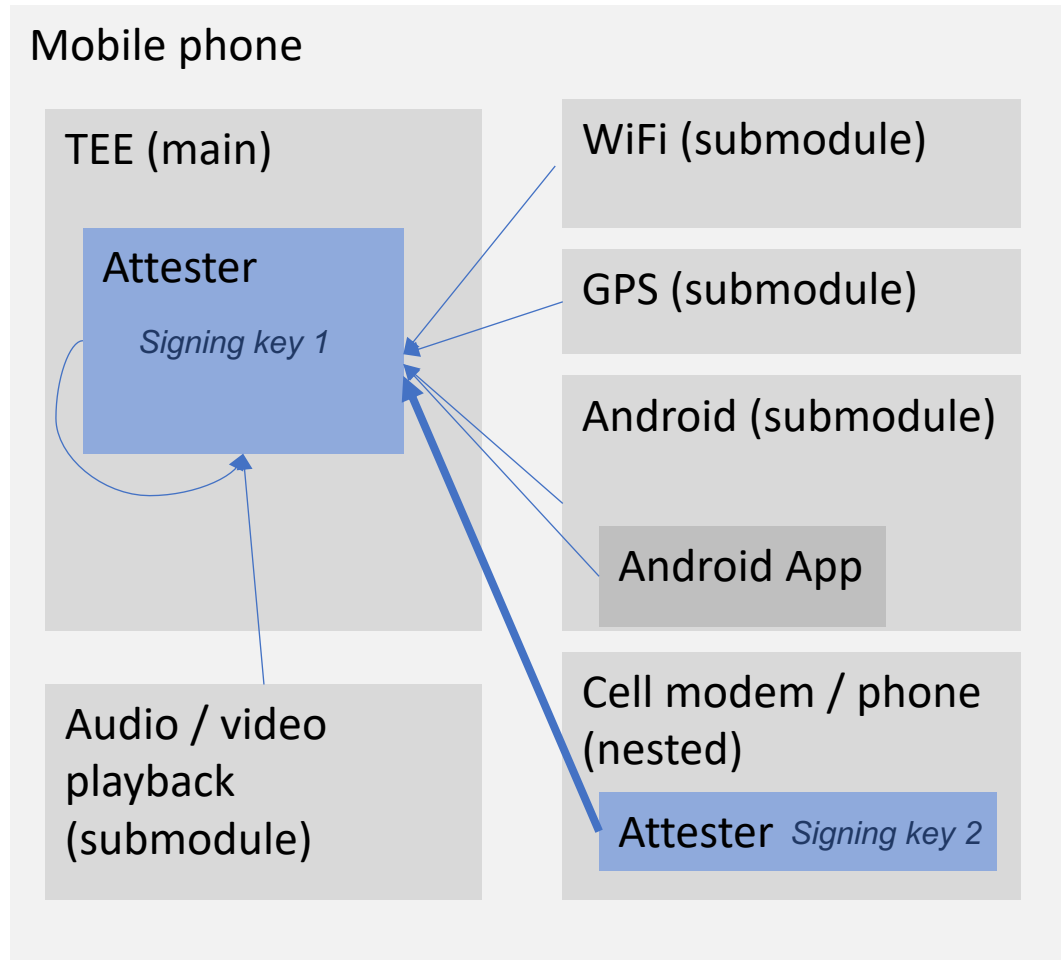 Mobile phone
TEE (main)
Attester
Signing key 1
Audio / video
playback
(submodule)
WiFi (submodule)
GPS (submodule)
Android (submodule)
Android App
Cell modem / phone
(nested)
Attester Signing key 2